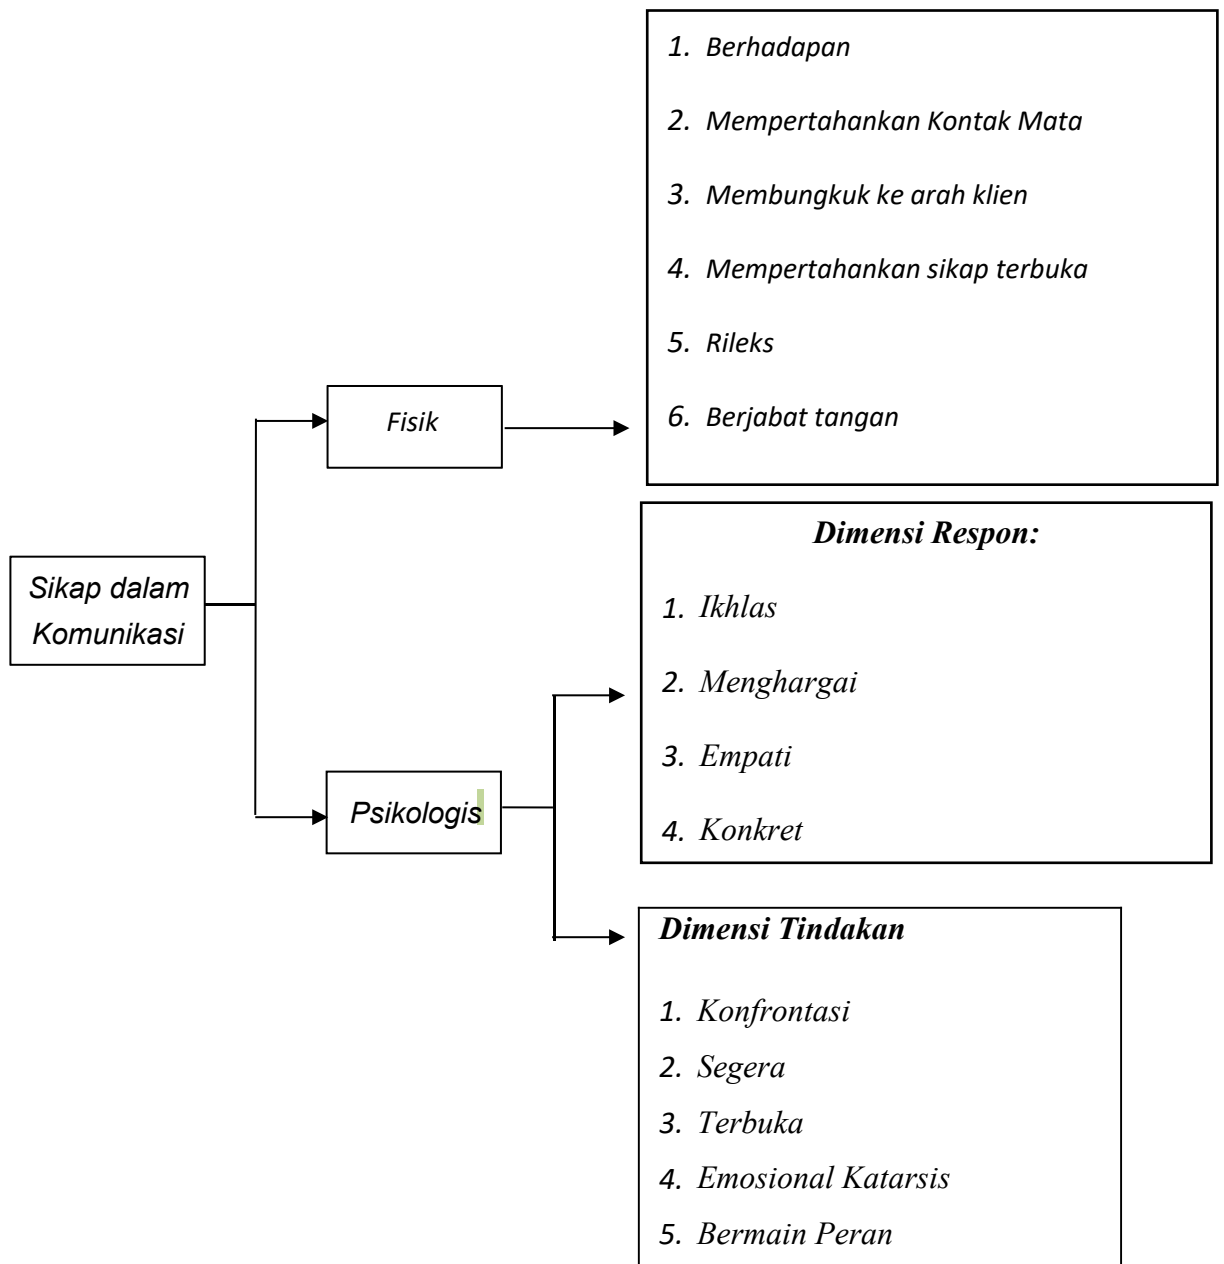 1. Berhadapan
2. Mempertahankan Kontak Mata
3. Membungkuk ke arah klien
4. Mempertahankan sikap terbuka
5. Rileks
6. Berjabat tangan
Fisik
Sikap dalam
Komunikasi
Psikologis
Dimensi Respon:
1. Ikhlas
2. Menghargai
3. Empati
4. Konkret
Dimensi Tindakan
1. Konfrontasi
2. Segera
3. Terbuka
4. Emosional Katarsis
5. Bermain Peran